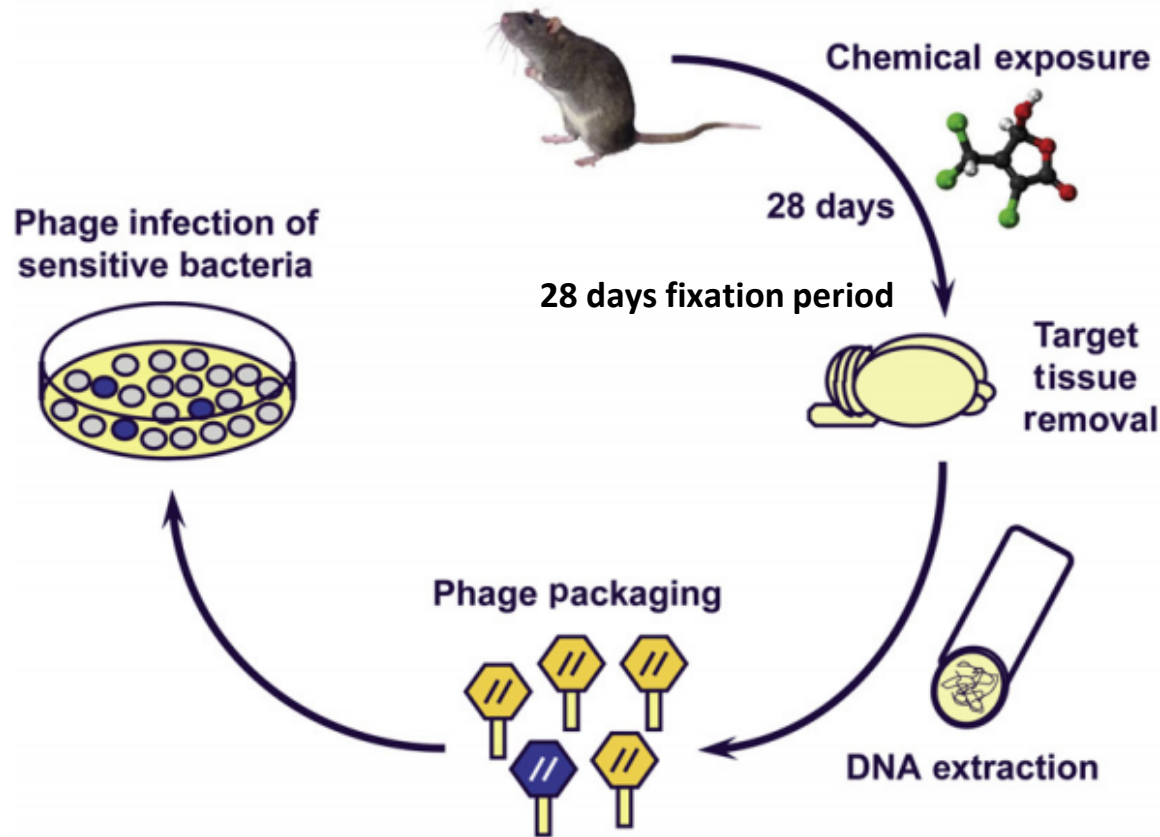 Chemical exposure
28 days
28 days fixation period
Target
tissue
removal
DNA extraction
Phage packaging
Phage infection of
sensitive bacteria